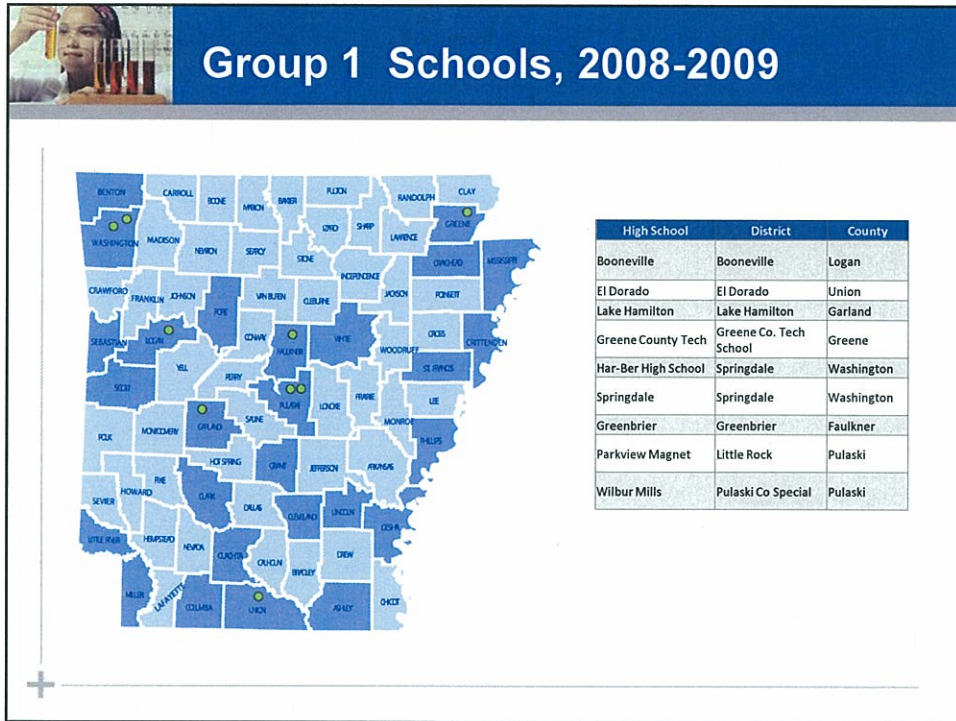 Group 1 Schools, 2008-2009
BENTON
CARROLL
BOONE
MARION
BAXTER
FULTON
RANDOLPH
CLAY
WASHINGTON
MADISON
NEWTON
SEARCY
STONE
IZARD
SHARP
LAWRENCE
GREENE
CRAIGHEAD
MISSISSIPPI
INDEPENDENCE
CRAWFORD
FRANKLIN
JOHNSON
POPE
VAN BUREN
CLEBURNE
JACKSON
POINSETT
SEBASTIAN
LOGAN
CONWAY
FAULKNER
WHITE
WOODRUFF
CROSS
CRITTENDEN
ST. FRANCIS
SCOTT
YELL
PERRY
PULASKI
LONOKE
PRAIRIE
MONROE
LEE
PHILLIPS
POLK
MONTGOMERY
GARLAND
SALINE
HOT SPRING
GRANT
JEFFERSON
ARKANSAS
SEVIER
HOWARD
PIKE
CLARK
DALLAS
CLEVELAND
LINCOLN
DESHA
LITTLE RIVER
HEMPSTEAD
NEVADA
OUACHITA
CALHOUN
BRADLEY
DREW
MILLER
LAFAYETTE
COLUMBIA
UNION
ASHLEY
CHICOT
High School District County
Booneville Booneville Logan
El Dorado El Dorado Union
Lake Hamilton Lake Hamilton Garland
Greene County Tech Greene Co. Tech School Greene
Har-Ber High School Springdale Washington
Springdale Springdale Washington
Greenbrier Greenbrier Faulkner
Parkview Magnet Little Rock Pulaski
Wilbur Mills Pulaski Co Special Pulaski